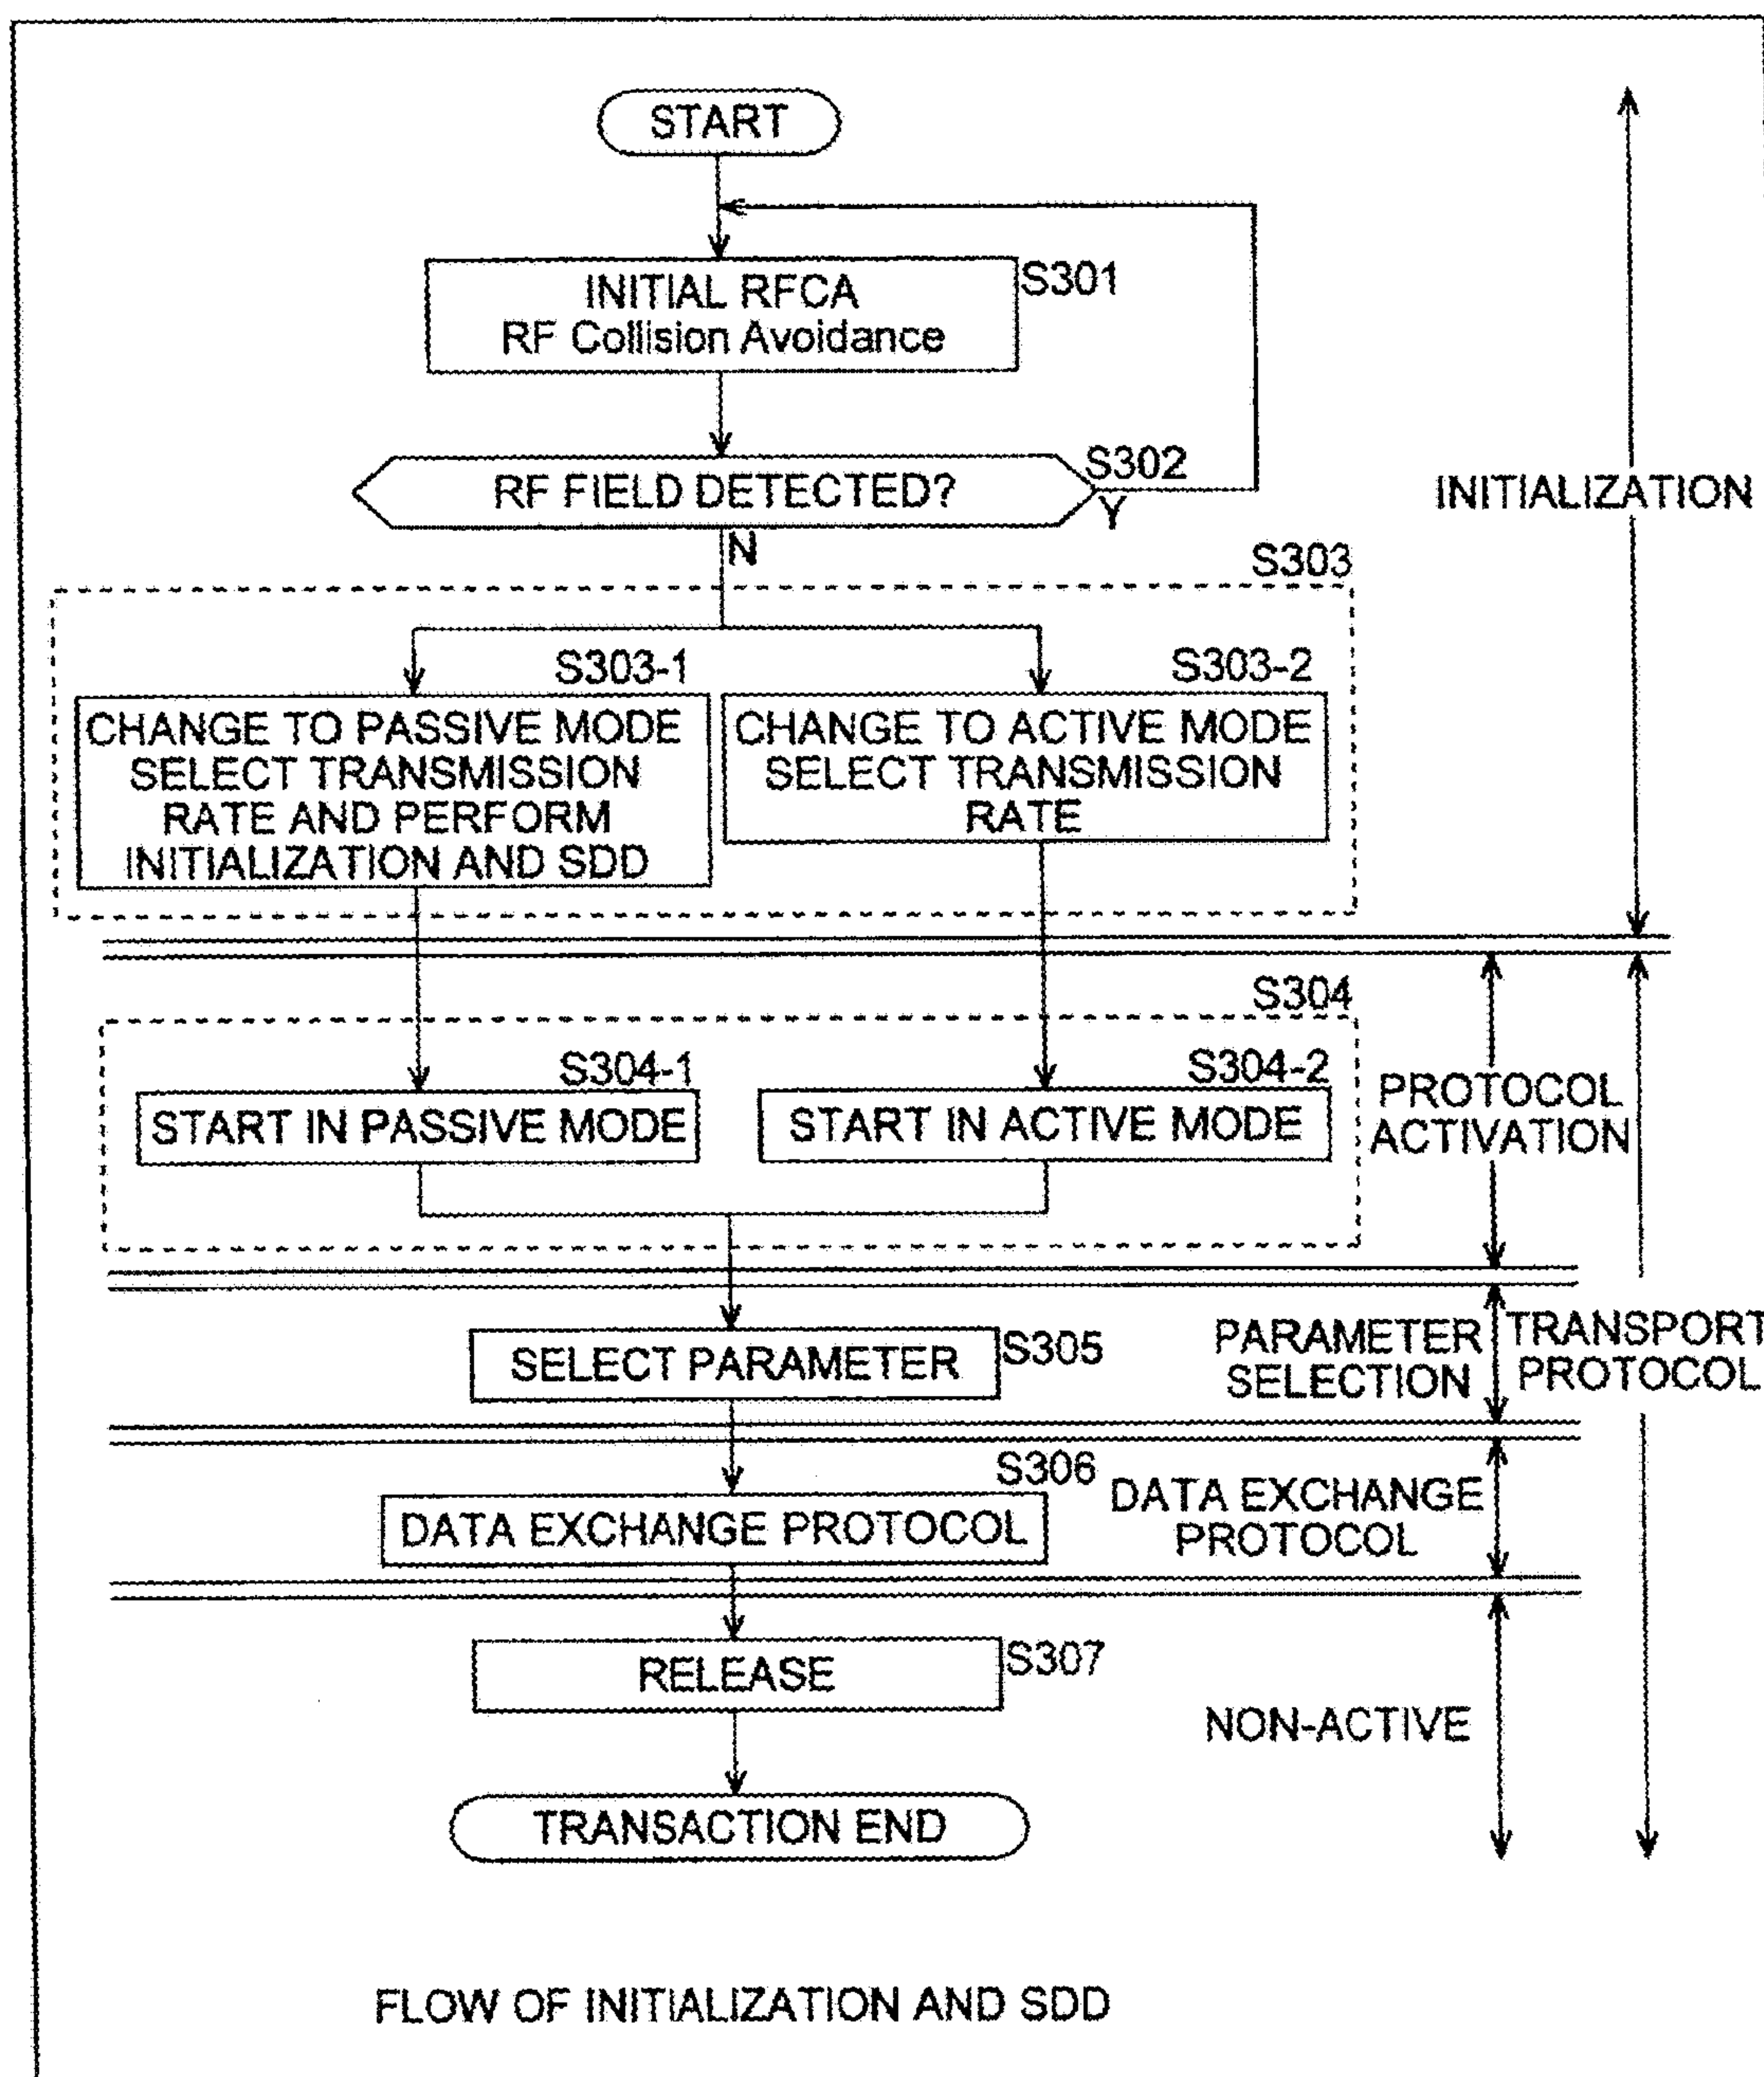 START
INITIAL RFCA
RF Collision Avoidance
S301
RF FIELD DETECTED?
S302
Y
N
INITIALIZATION
S303
S303-1
CHANGE TO PASSIVE MODE
SELECT TRANSMISSION
RATE AND PERFORM
INITIALIZATION AND SDD
S303-2
CHANGE TO ACTIVE MODE
SELECT TRANSMISSION
RATE
S304
S304-1
START IN PASSIVE MODE
S304-2
START IN ACTIVE MODE
PROTOCOL
ACTIVATION
SELECT PARAMETER
S305
PARAMETER
SELECTION
TRANSPORT
PROTOCOL
S306
DATA EXCHANGE PROTOCOL
DATA EXCHANGE
PROTOCOL
RELEASE
S307
NON-ACTIVE
TRANSACTION END
FLOW OF INITIALIZATION AND SDD